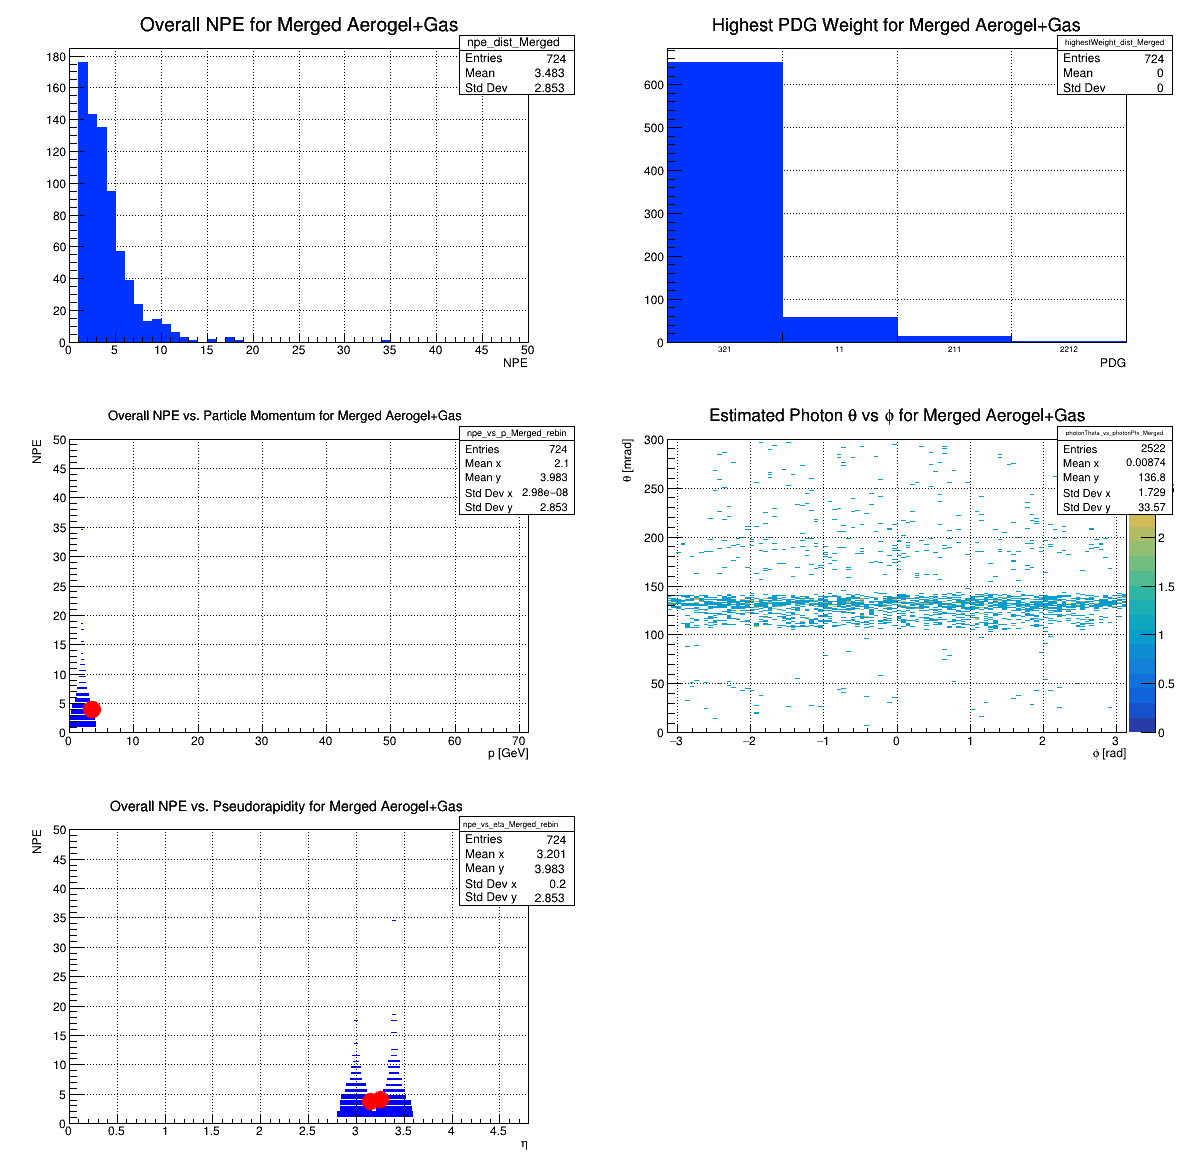 Overall NPE for Merged Aerogel+Gas
npe_dist_Merged
Entries 724
Mean 3.483
Std Dev 2.853
180
160
140
120
100
80
60
40
20
0
0 5 10 15 20 25 30 35 40 45 50
NPE
Highest PDG Weight for Merged Aerogel+Gas
highestWeight_dist_Merged
Entries 724
Mean 0
Std Dev 0
600
500
400
300
200
100
0
321 11 211 2212
PDG
Overall NPE vs. Particle Momentum for Merged Aerogel+Gas
npe_vs_p_Merged_rebin
Entries 724
Mean x 2.1
Mean y 3.983
Std Dev x 2.98e−08
Std Dev y 2.853
NPE
50
45
40
35
30
25
20
15
10
5
0
0 10 20 30 40 50 60 70
p [GeV]
Estimated Photon θ vs ϕ for Merged Aerogel+Gas
photonTheta_vs_photonPhi_Merged
Entries 2522
Mean x 0.00874
Mean y 136.8
Std Dev x 1.729
Std Dev y 33.57
θ [mrad]
300
250
200
150
100
50
0
−3 −2 −1 0 1 2 3
ϕ [rad]
2
1.5
1
0.5
0
Overall NPE vs. Pseudorapidity for Merged Aerogel+Gas
npe_vs_eta_Merged_rebin
Entries 724
Mean x 3.201
Mean y 3.983
Std Dev x 0.2
Std Dev y 2.853
NPE
50
45
40
35
30
25
20
15
10
5
0
0 0.5 1 1.5 2 2.5 3 3.5 4 4.5
η